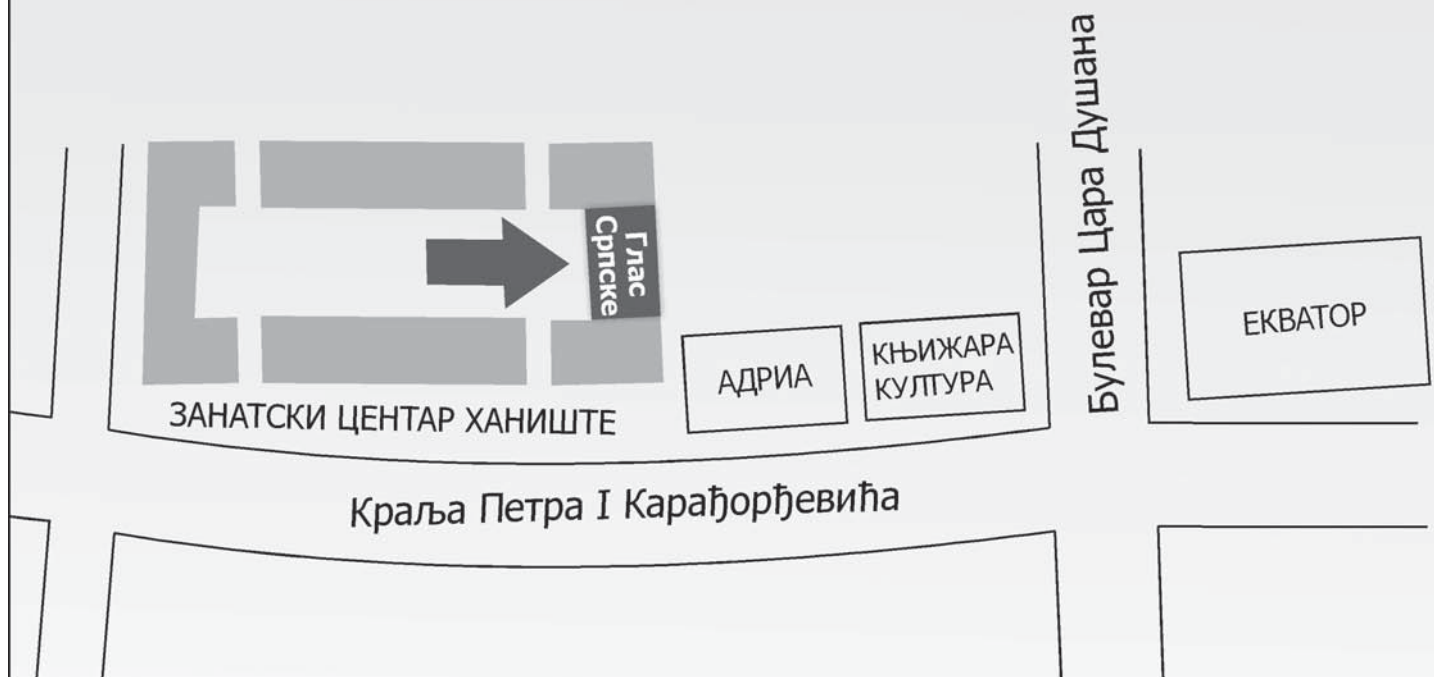 Булевар Цара Душана
Глас
Српске
ЕКВАТОР
АДРИА
КЊИЖАРА
КУЛТУРА
ЗАНАТСКИ ЦЕНТАР ХАНИШТЕ
Краља Петра I Карађорђевића